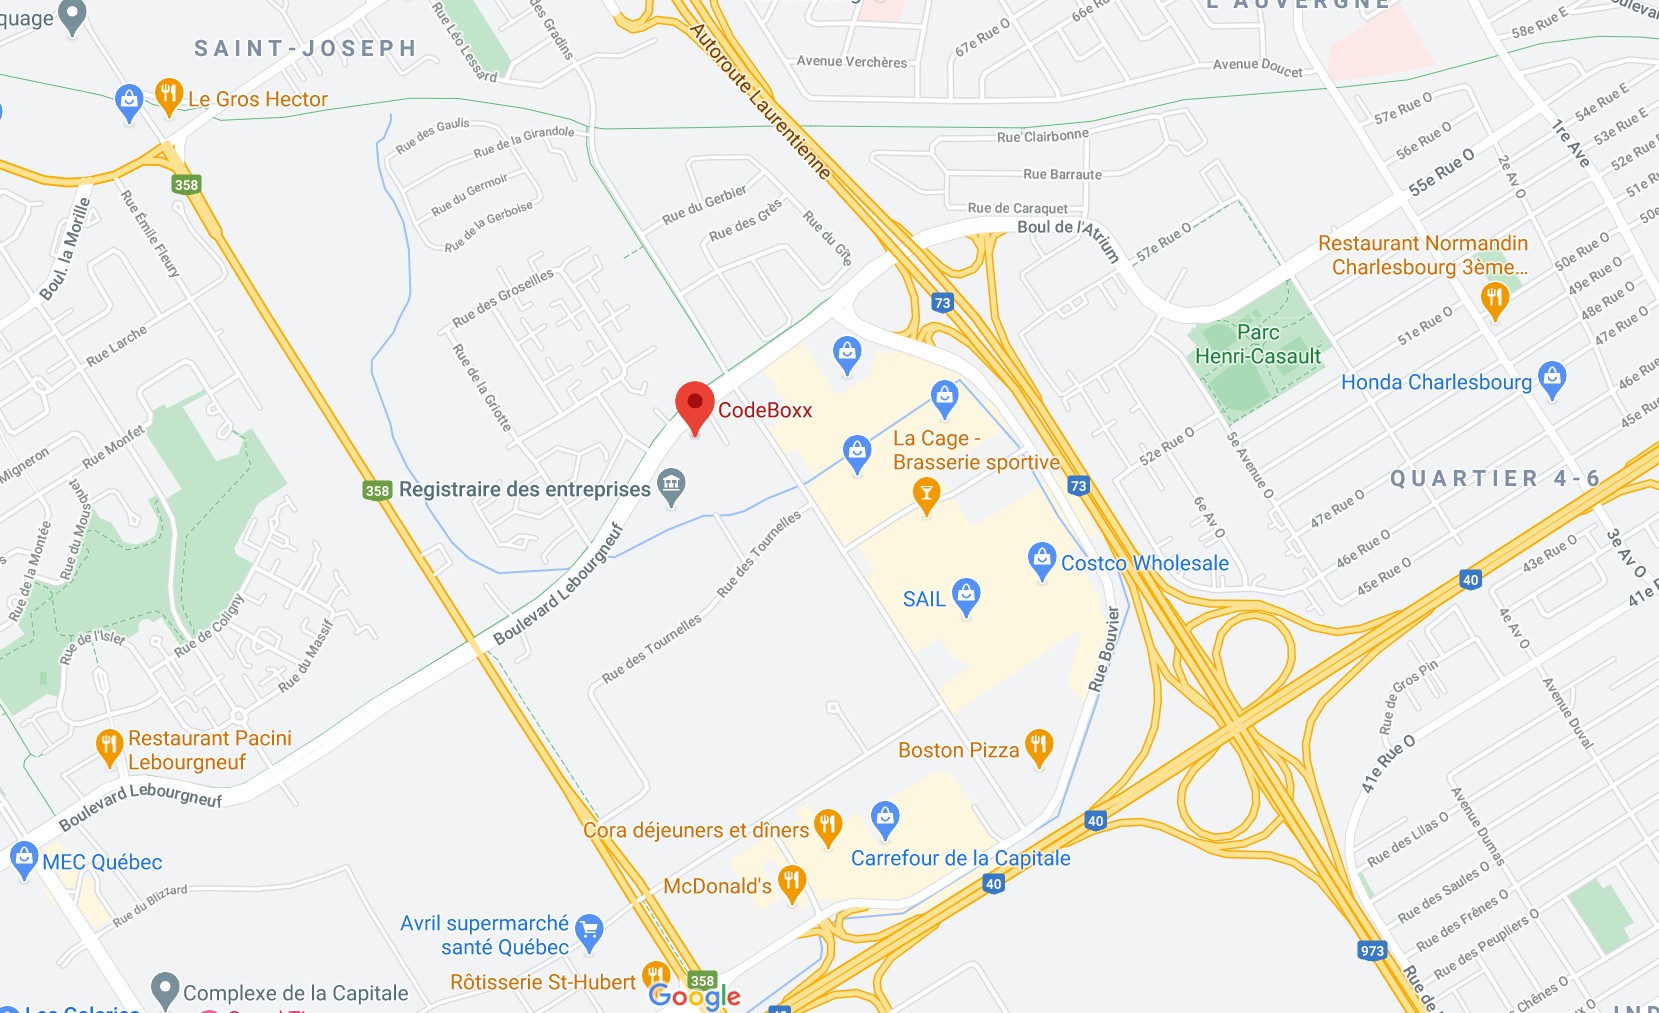 quage
SAINT-JOSEPH
Rue Léo Lessard
des Gradins
Autoroute Laurentienne
Avenue Verchères
67e Rue O
66e Rue
L'AUVERGNE
58e Rue E
Avenue Doucet
Le Gros Hector
57e Rue O
54e Rue E
53e Rue E
52e Rue
51e R
50e
56e Rue O
55e Rue O
1re Ave
2e Av O
Rue des Gaulis
Rue de la Girandole
Rue du Germoir
Rue de la Gerboise
Rue Clairbonne
Rue Barraute
Rue de Caraquet
Boul de l'Atrium
57e Rue O
358
Boul. la Morille
Rue Émile Fleury
Rue du Gerbier
Rue des Grès
Rue du Gîte
Restaurant Normandin
Charlesbourg 3ème...
50e Rue O
49e Rue O
48e Rue O
47e Rue O
46e Rue
45e Rue
51e Rue O
Rue des Groseilles
73
Parc
Henri-Casault
Rue Larche
Rue de la Griotte
Honda Charlesbourg
CodeBoxx
La Cage -
Brasserie sportive
52e Rue O
5e Avenue O
6e Av O
QUARTIER 4-6
Migneron
Rue Monfet
358
Registraire des entreprises
73
47e Rue O
46e Rue O
45e Rue O
43e Rue O
3e Av O
41e R
4e Av O
40
Rue de la Montée
Rue du Mous
quet
Rue des Tournelles
Boulevard Lebourgneuf
Costco Wholesale
SAIL
Rue de Coligny
Rue de l'Islet
Rue du Massif
Rue des Tournelles
Rue Bouvier
Rue de Gros Pin
Avenue Duval
41e Rue O
Restaurant Pacini
Lebourgneuf
Boulevard Lebourgneuf
Boston Pizza
Avenue Dumas
Cora déjeuners et dîners
40
Rue des Lilas O
Carrefour de la Capitale
MEC Québec
McDonald's
40
Rue des Saules O
Rue des Frênes O
Rue des Peupliers O
Rue du Blizzard
Avril supermarché
santé Québec
973
Rôtisserie St-Hubert
358
Google
Complexe de la Capitale
Rue de
Chênes O